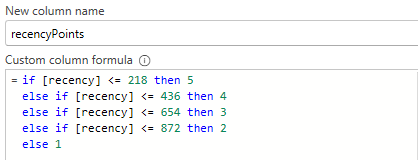 New column name
recencyPoints
Custom column formula
= if [recency] <= 218 then 5
else if [recency] <= 436 then 4
else if [recency] <= 654 then 3
else if [recency] <= 872 then 2
else 1